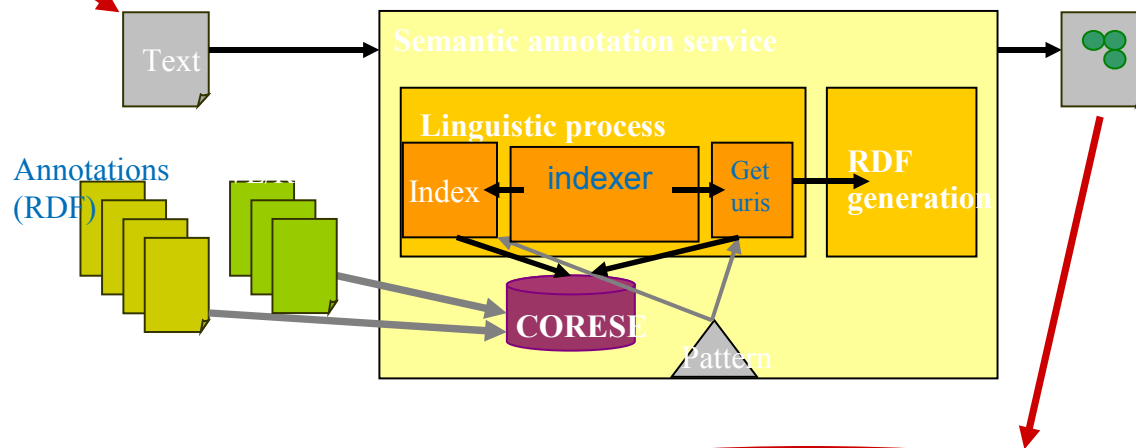 Semantic annotation service
Text
Linguistic process
Annotations
(RDF)
Index
indexer
Get
uris
RDF
generation
CORESE
Pattern